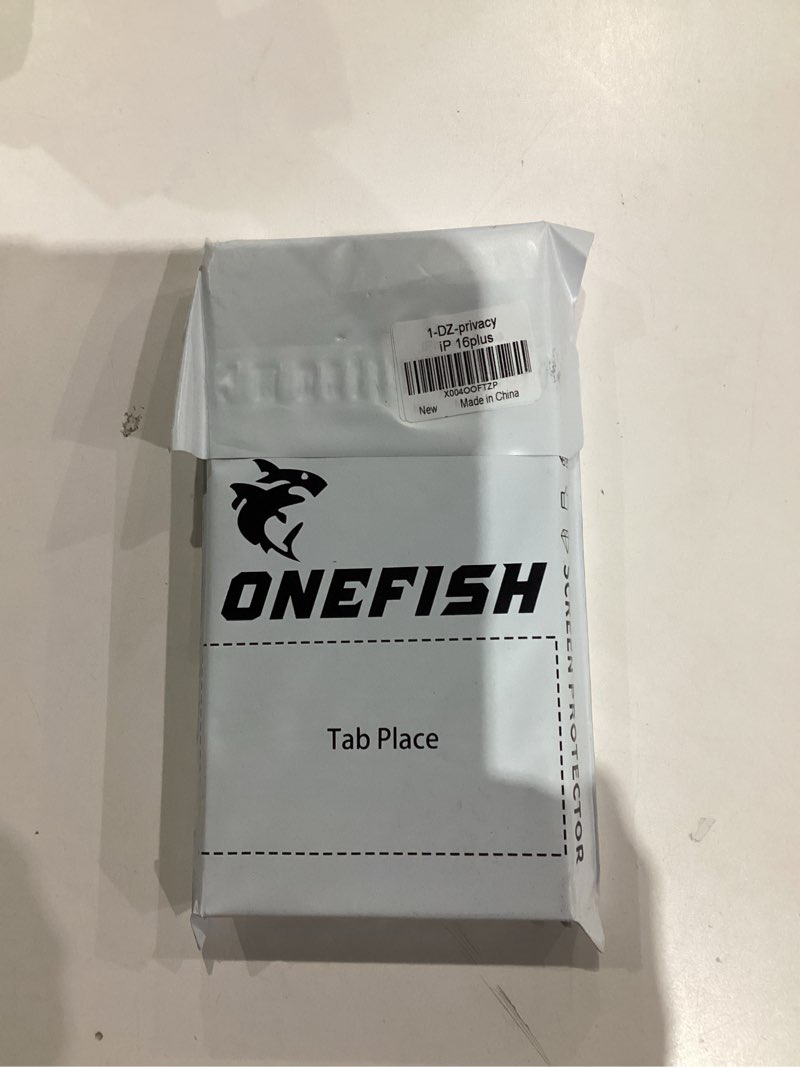 1-DZ-privacy
iP 16plus
X004OOFTZP
New Made in China
ONEFISH
Tab Place
SCREEN PROTECTOR